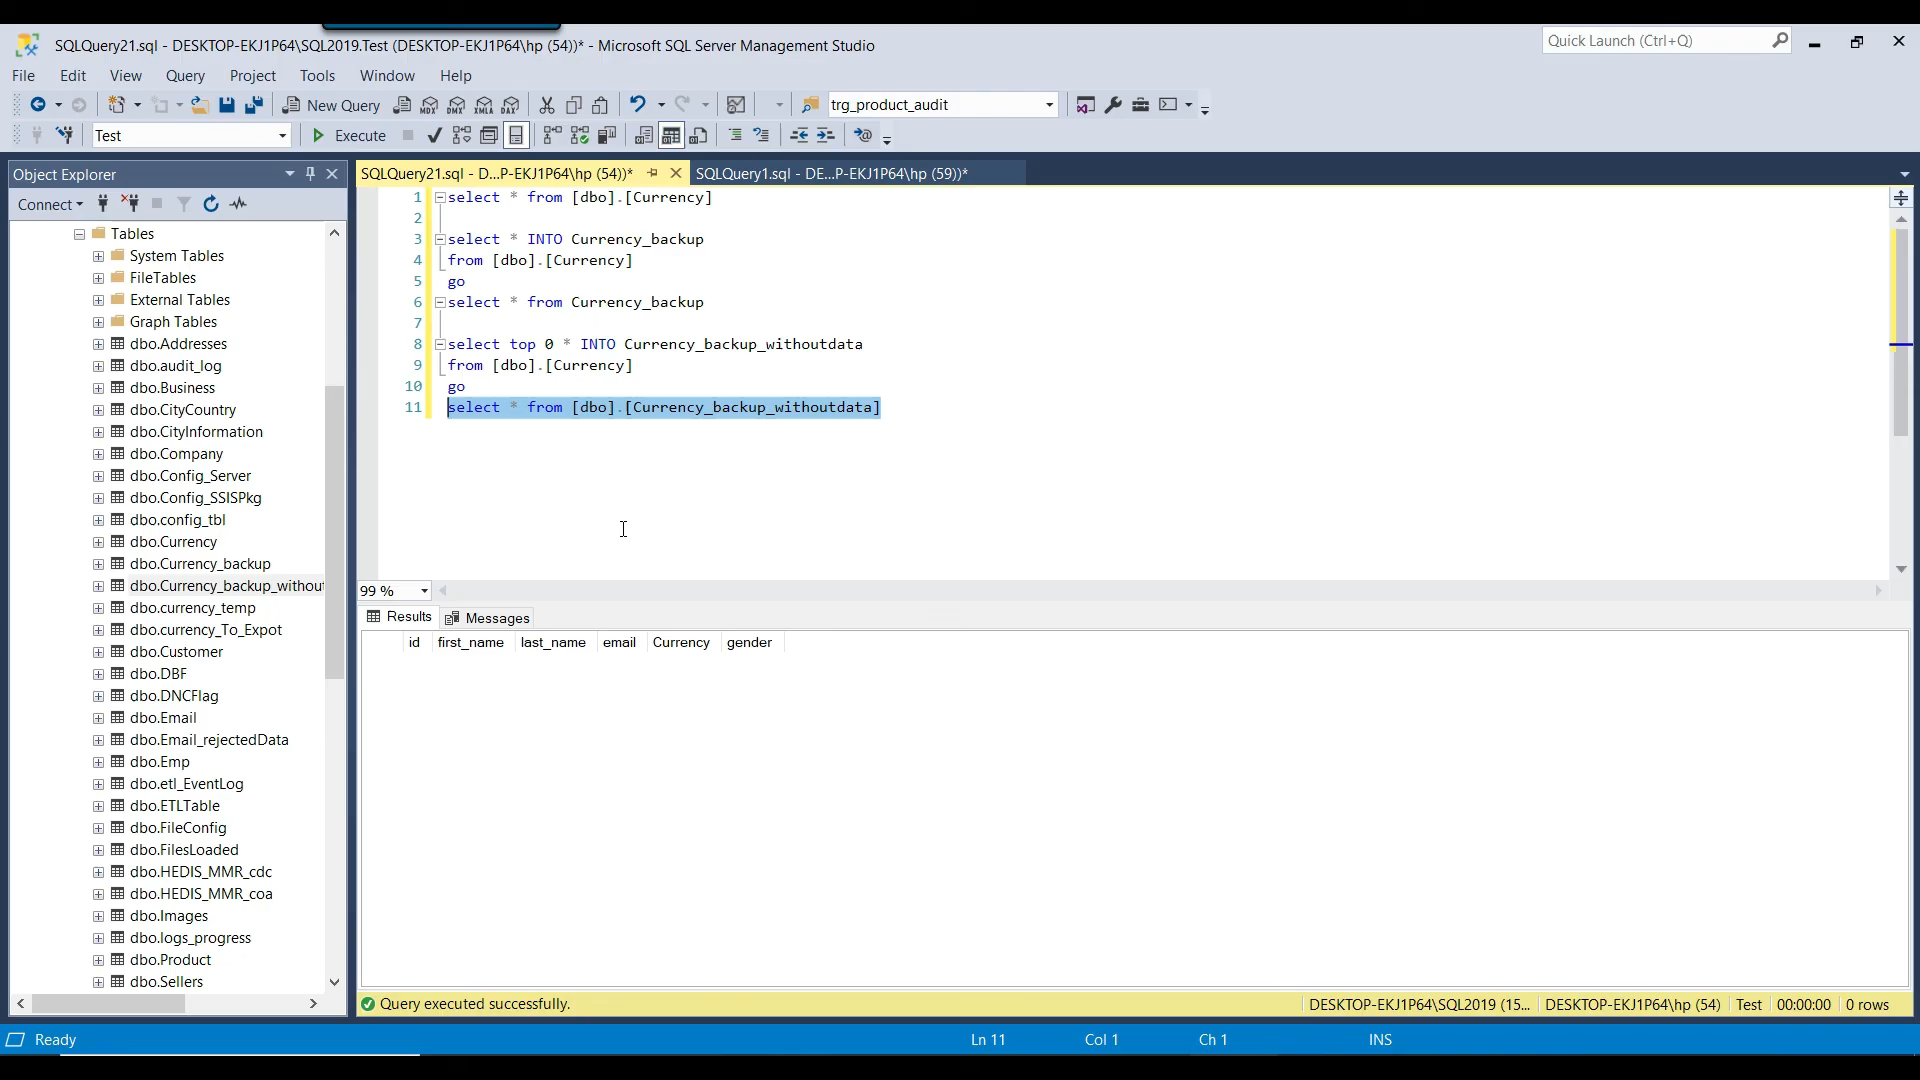 SQLQuery21.sql - DESKTOP-EKJ1P64\SQL2019.Test (DESKTOP-EKJ1P64\hp (54))* - Microsoft SQL Server Management Studio
Quick Launch (Ctrl+Q)
File Edit View Query Project Tools Window Help
New Query MDX DMX XMLA DAX trg_product_audit
Test Execute
Object Explorer
SQLQuery21.sql - D...P-EKJ1P64\hp (54))*
SQLQuery1.sql - DE...P-EKJ1P64\hp (59))*
Connect
Tables
System Tables
FileTables
External Tables
Graph Tables
dbo.Addresses
dbo.audit_log
dbo.Business
dbo.CityCountry
dbo.CityInformation
dbo.Company
dbo.Config_Server
dbo.Config_SSISPkg
dbo.config_tbl
dbo.Currency
dbo.Currency_backup
dbo.Currency_backup_without
dbo.currency_temp
dbo.currency_To_Expot
dbo.Customer
dbo.DBF
dbo.DNCFlag
dbo.Email
dbo.Email_rejectedData
dbo.Emp
dbo.etl_EventLog
dbo.ETLTable
dbo.FileConfig
dbo.FilesLoaded
dbo.HEDIS_MMR_cdc
dbo.HEDIS_MMR_coa
dbo.Images
dbo.logs_progress
dbo.Product
dbo.Sellers
1 select * from [dbo].[Currency]
2
3 select * INTO Currency_backup
4 from [dbo].[Currency]
5 go
6 select * from Currency_backup
7
8 select top 0 * INTO Currency_backup_withoutdata
9 from [dbo].[Currency]
10 go
11 select * from [dbo].[Currency_backup_withoutdata]
99 %
Results Messages
id first_name last_name email Currency gender
Query executed successfully.
DESKTOP-EKJ1P64\SQL2019 (15... DESKTOP-EKJ1P64\hp (54) Test 00:00:00 0 rows
Ready Ln 11 Col 1 Ch 1 INS